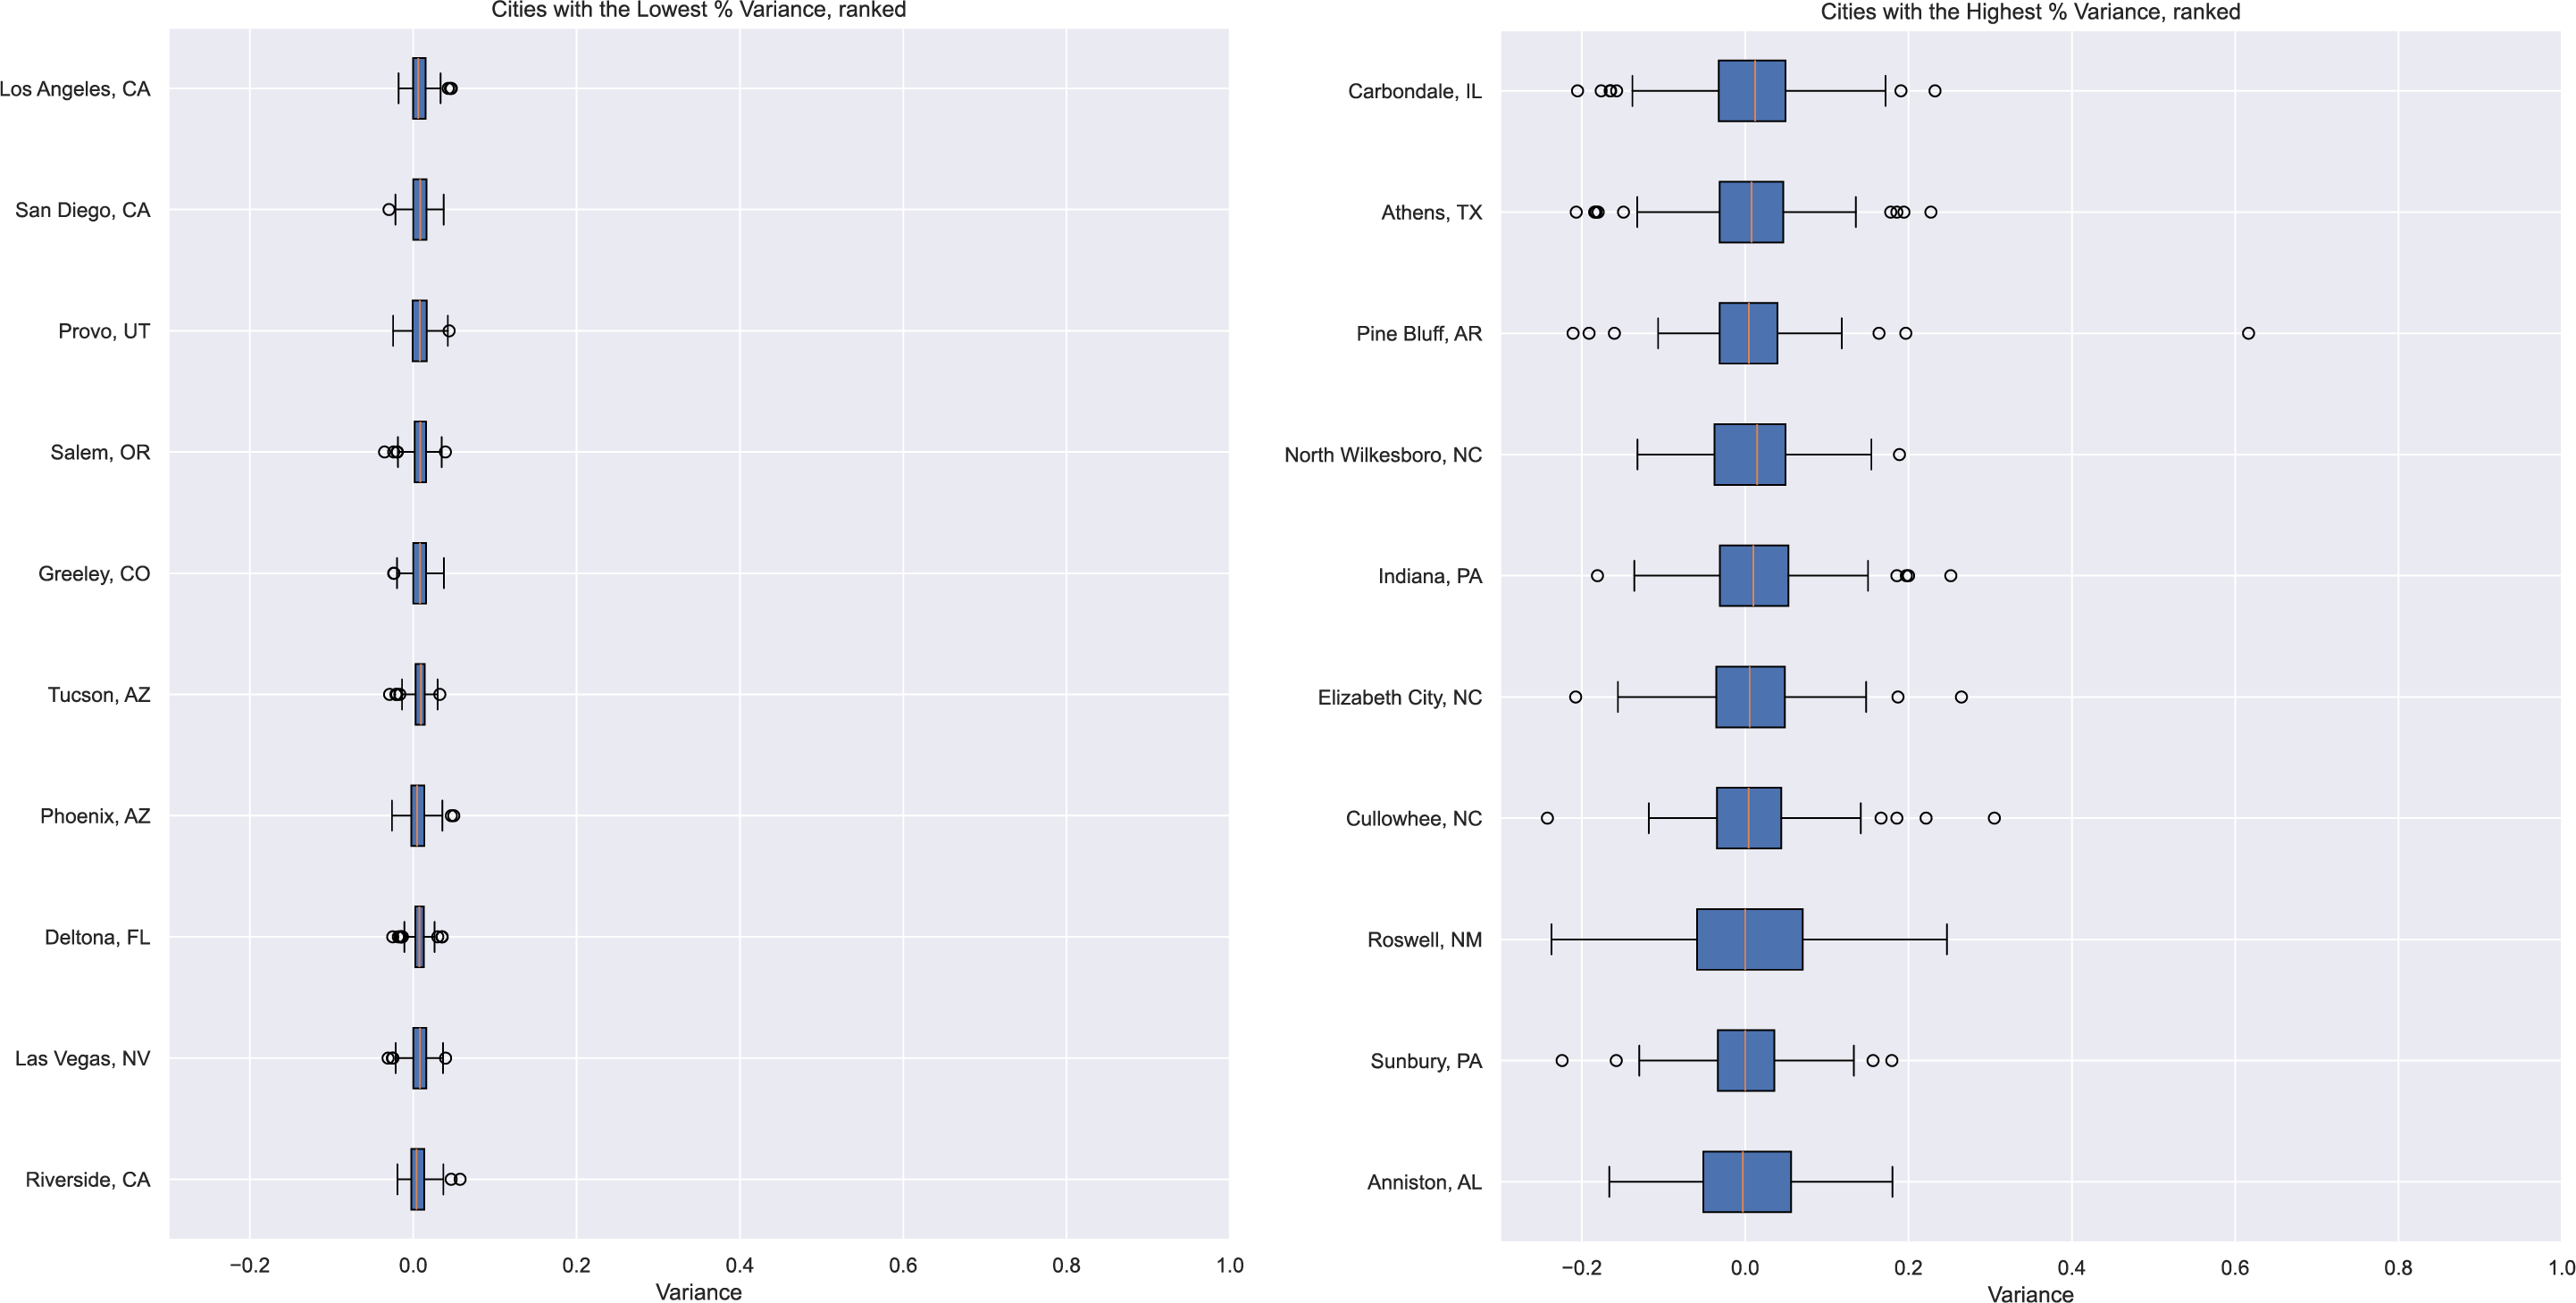 Cities with the Lowest % Variance, ranked
Los Angeles, CA
San Diego, CA
Provo, UT
Salem, OR
Greeley, CO
Tucson, AZ
Phoenix, AZ
Deltona, FL
Las Vegas, NV
Riverside, CA
−0.2 0.0 0.2 0.4 0.6 0.8 1.0
Variance
Cities with the Highest % Variance, ranked
Carbondale, IL
Athens, TX
Pine Bluff, AR
North Wilkesboro, NC
Indiana, PA
Elizabeth City, NC
Cullowhee, NC
Roswell, NM
Sunbury, PA
Anniston, AL
−0.2 0.0 0.2 0.4 0.6 0.8 1.0
Variance